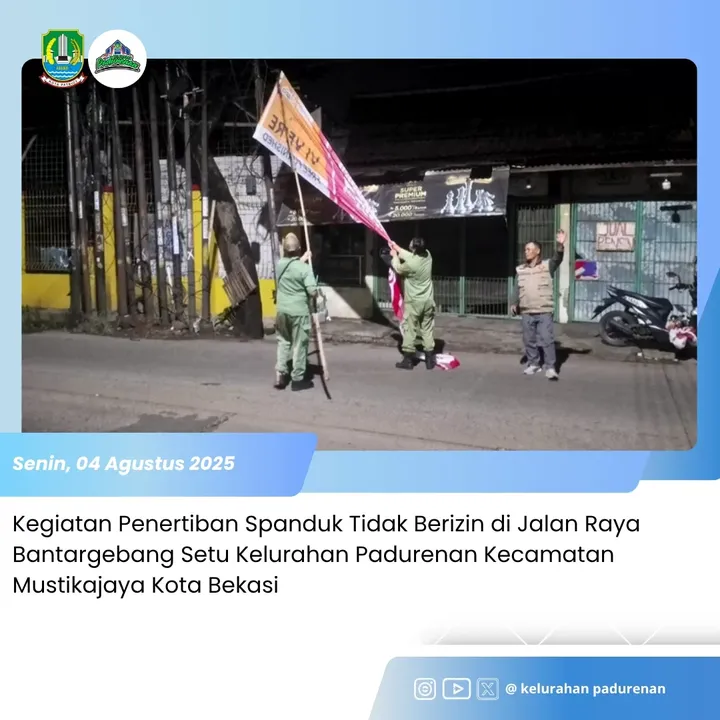 SUPER
PREMIUM
JUAL
Senin, 04 Agustus 2025
Kegiatan Penertiban Spanduk Tidak Berizin di Jalan Raya
Bantargebang Setu Kelurahan Padurenan Kecamatan
Mustikajaya Kota Bekasi
@ kelurahan padurenan